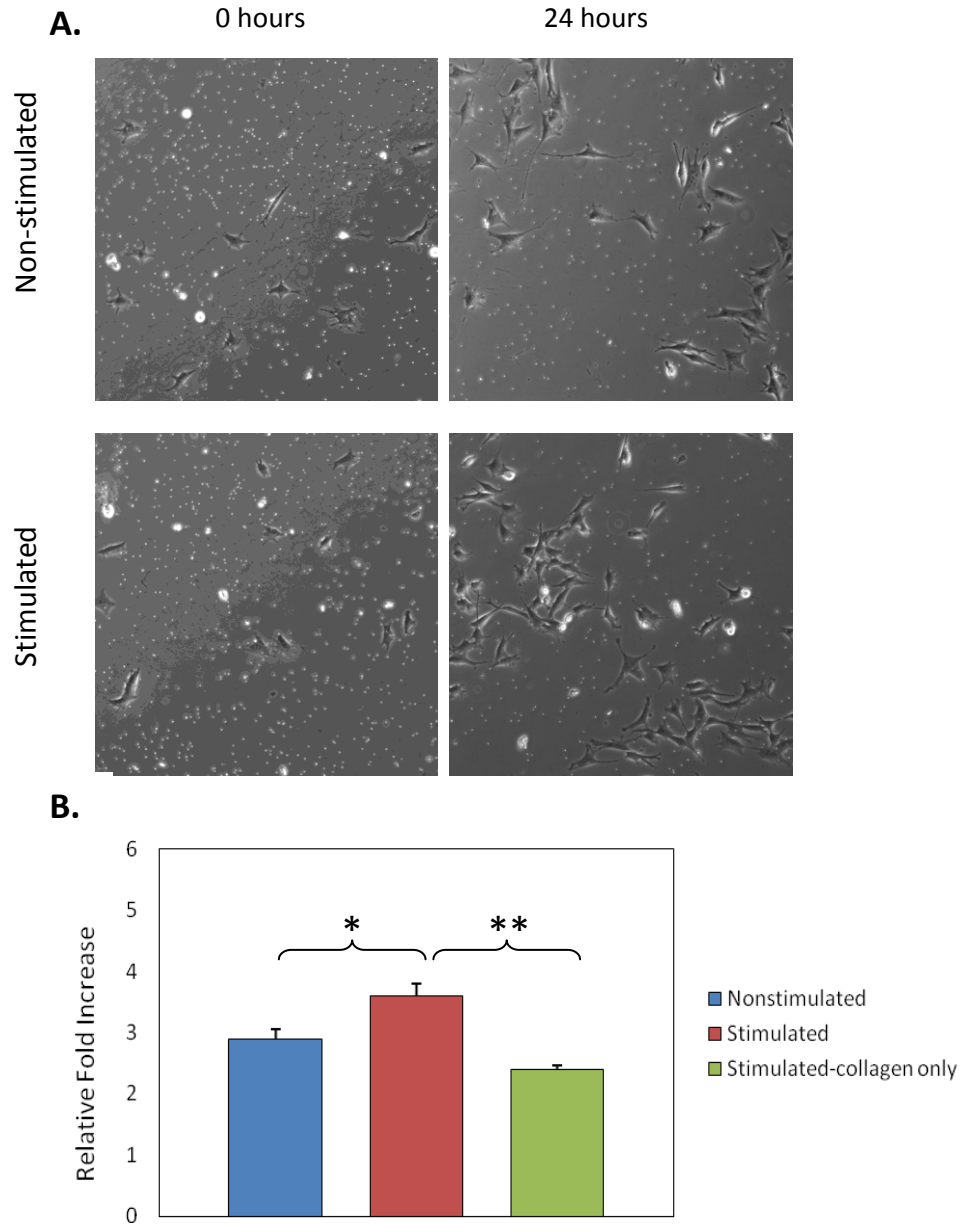 A.
0 hours
24 hours
Non-stimulated
Stimulated
B.
6
5
4
3
2
1
0
Relative Fold Increase
*
**
Nonstimulated
Stimulated
Stimulated-collagen only